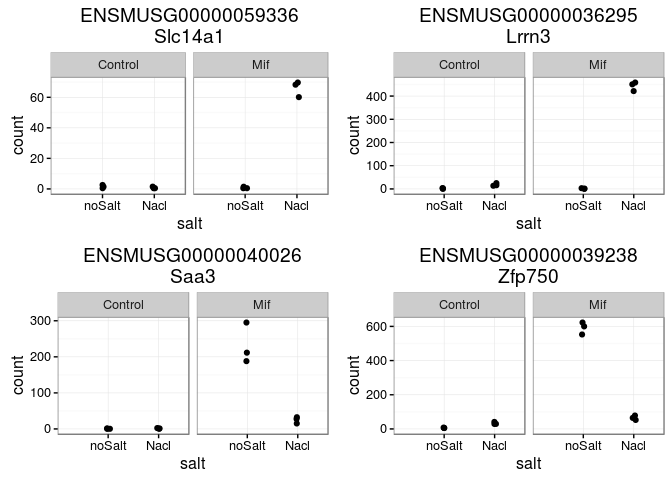 ENSMUSG00000059336
Slc14a1
Control Mif
60
40
20
0
count
noSalt Nacl noSalt Nacl
salt
ENSMUSG00000036295
Lrrn3
Control Mif
400
300
200
100
0
count
noSalt Nacl noSalt Nacl
salt
ENSMUSG00000040026
Saa3
Control Mif
300
200
100
0
count
noSalt Nacl noSalt Nacl
salt
ENSMUSG00000039238
Zfp750
Control Mif
600
400
200
0
count
noSalt Nacl noSalt Nacl
salt